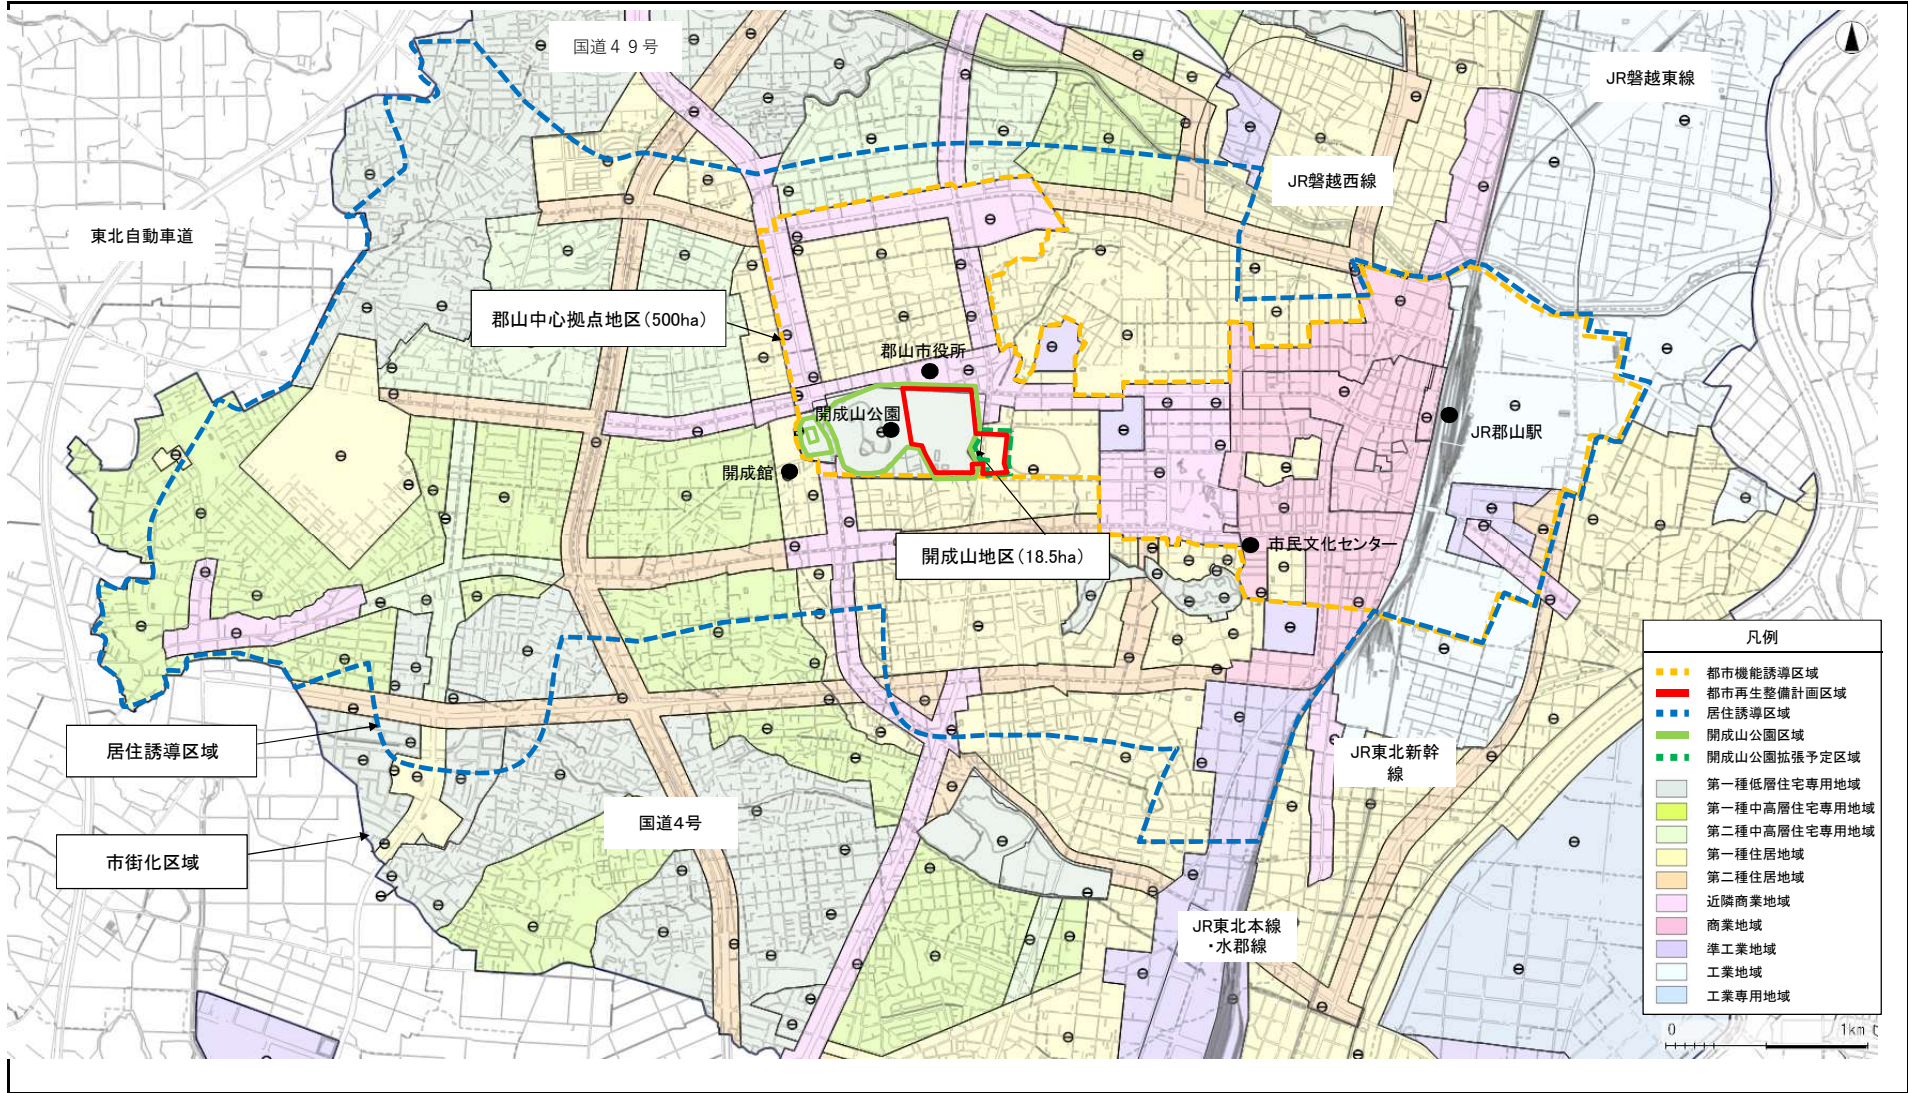 国道４９号
JR磐越東線
JR磐越西線
東北自動車道
郡山中心拠点地区（500ha）
郡山市役所
開成山公園
JR郡山駅
開成館
開成山地区（18.5ha）
市民文化センター
居住誘導区域
市街化区域
国道4号
JR東北新幹
線
JR東北本線
・水郡線
凡例
都市機能誘導区域
都市再生整備計画区域
居住誘導区域
開成山公園区域
開成山公園拡張予定区域
第一種低層住宅専用地域
第一種中高層住宅専用地域
第二種中高層住宅専用地域
第一種住居地域
第二種住居地域
近隣商業地域
商業地域
準工業地域
工業地域
工業専用地域
0 1km